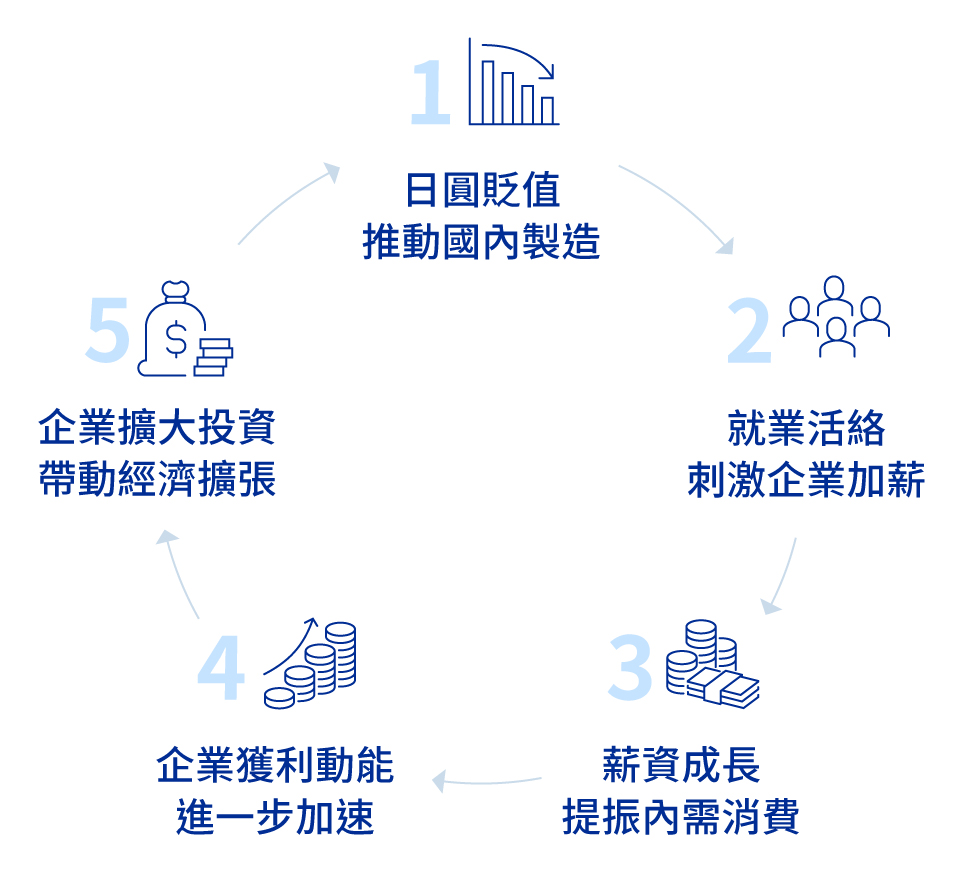 1
日圓貶值
推動國內製造
2
就業活絡
刺激企業加薪
3
薪資成長
提振內需消費
4
企業獲利動能
進一步加速
5
$
企業擴大投資
帶動經濟擴張